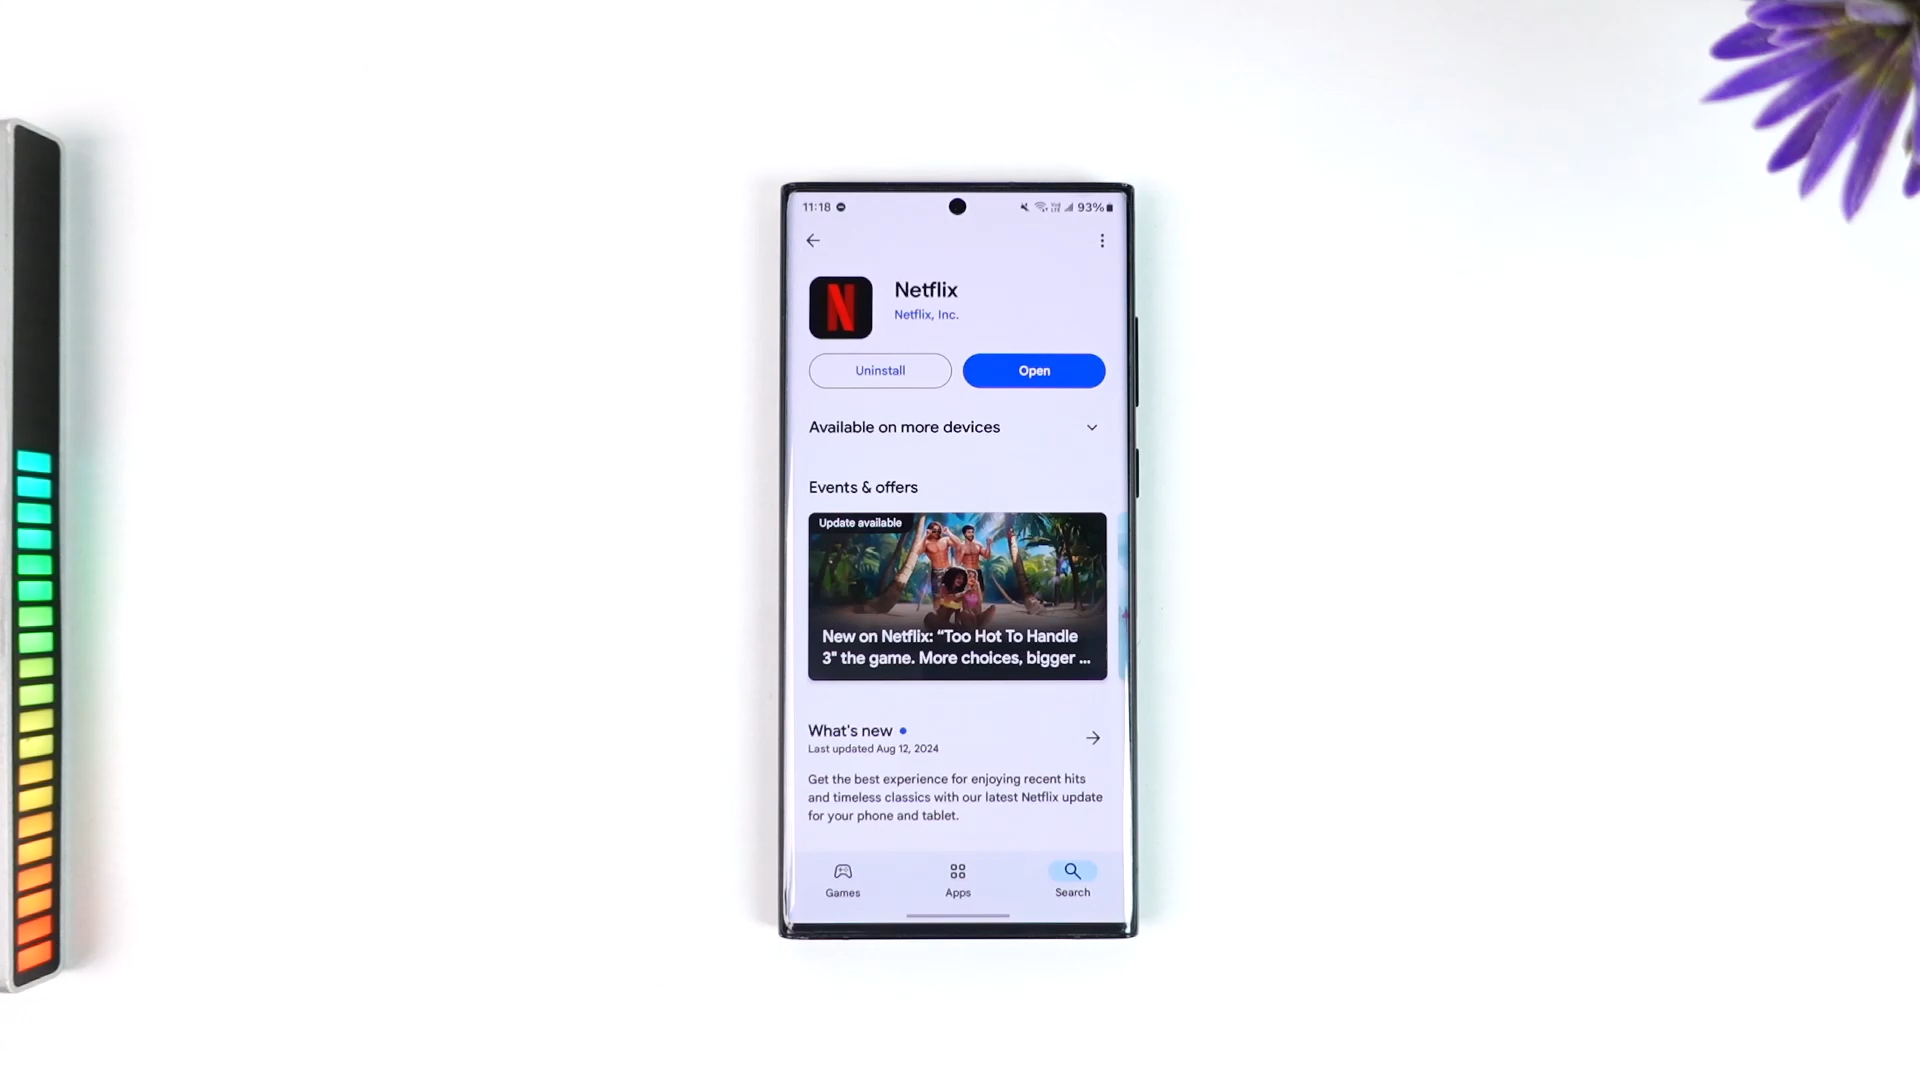 11:18
93%
N
Netflix
Netflix, Inc.
Uninstall
Open
Available on more devices
Events & offers
Update available
New on Netflix: “Too Hot To Handle
3" the game. More choices, bigger ...
What's new
Last updated Aug 12, 2024
Get the best experience for enjoying recent hits
and timeless classics with our latest Netflix update
for your phone and tablet.
Games
Apps
Search